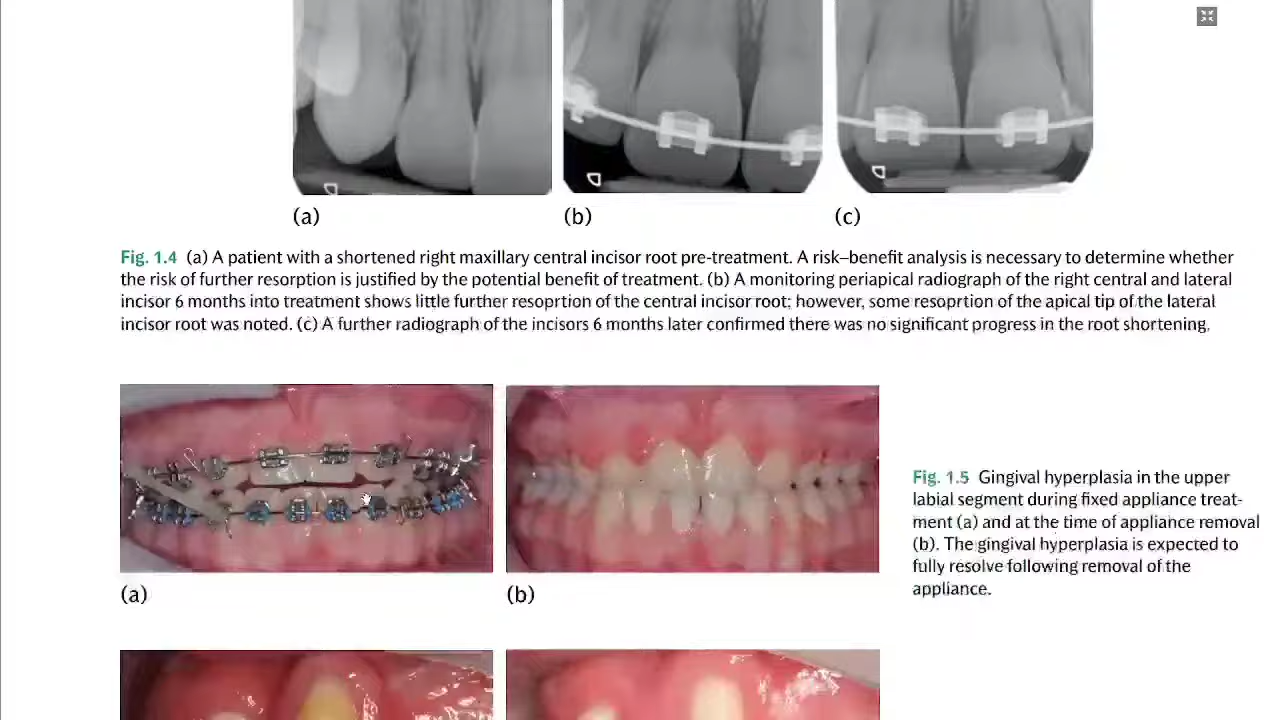 (a)
(b)
(c)
Fig. 1.4 (a) A patient with a shortened right maxillary central incisor root pre-treatment. A risk–benefit analysis is necessary to determine whether
the risk of further resorption is justified by the potential benefit of treatment. (b) A monitoring periapical radiograph of the right central and lateral
incisor 6 months into treatment shows little further resoprtion of the central incisor root; however, some resoprtion of the apical tip of the lateral
incisor root was noted. (c) A further radiograph of the incisors 6 months later confirmed there was no significant progress in the root shortening.
Fig. 1.5 Gingival hyperplasia in the upper
labial segment during fixed appliance treat-
ment (a) and at the time of appliance removal
(b). The gingival hyperplasia is expected to
fully resolve following removal of the
appliance.
(a)
(b)